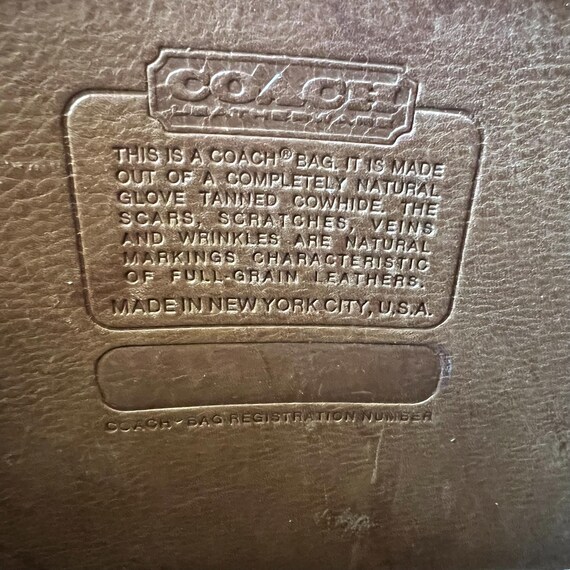 COACH
LEATHERWARE
THIS IS A COACH® BAG. IT IS MADE
OUT OF A COMPLETELY NATURAL
GLOVE TANNED COWHIDE. THE
SCARS, SCRATCHES, VEINS
AND WRINKLES ARE NATURAL
MARKINGS CHARACTERISTIC
OF FULL-GRAIN LEATHERS.
MADE IN NEW YORK CITY, U.S.A.
COACH · BAG REGISTRATION NUMBER